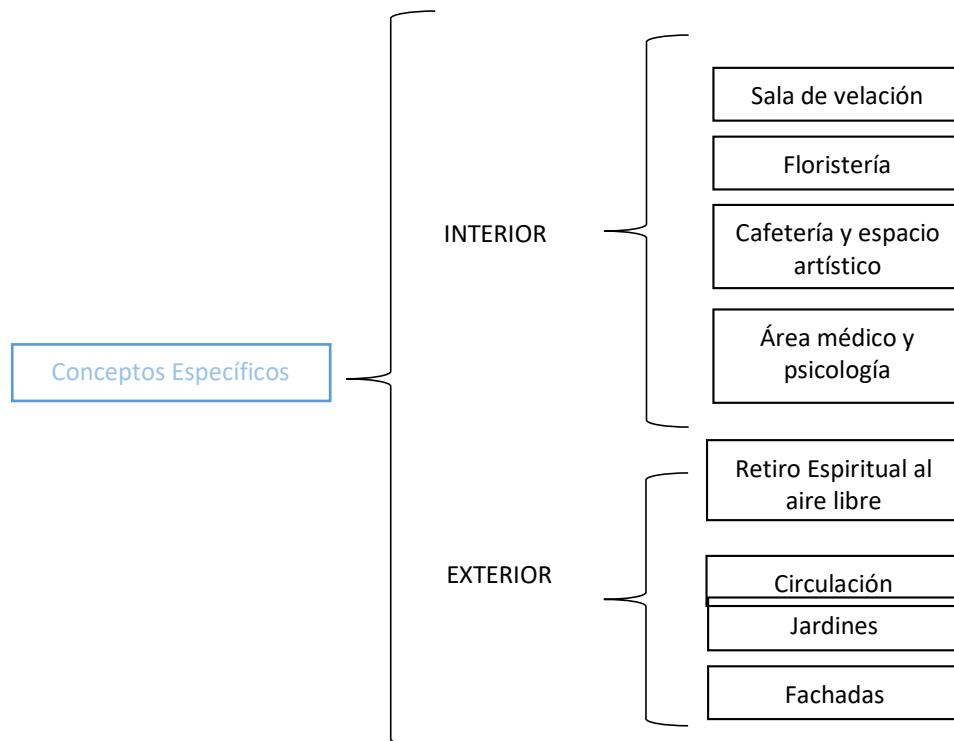 Conceptos Específicos
INTERIOR
Sala de velación
Floristería
Cafetería y espacio
artístico
Área médico y
psicología
EXTERIOR
Retiro Espiritual al
aire libre
Circulación
Jardines
Fachadas